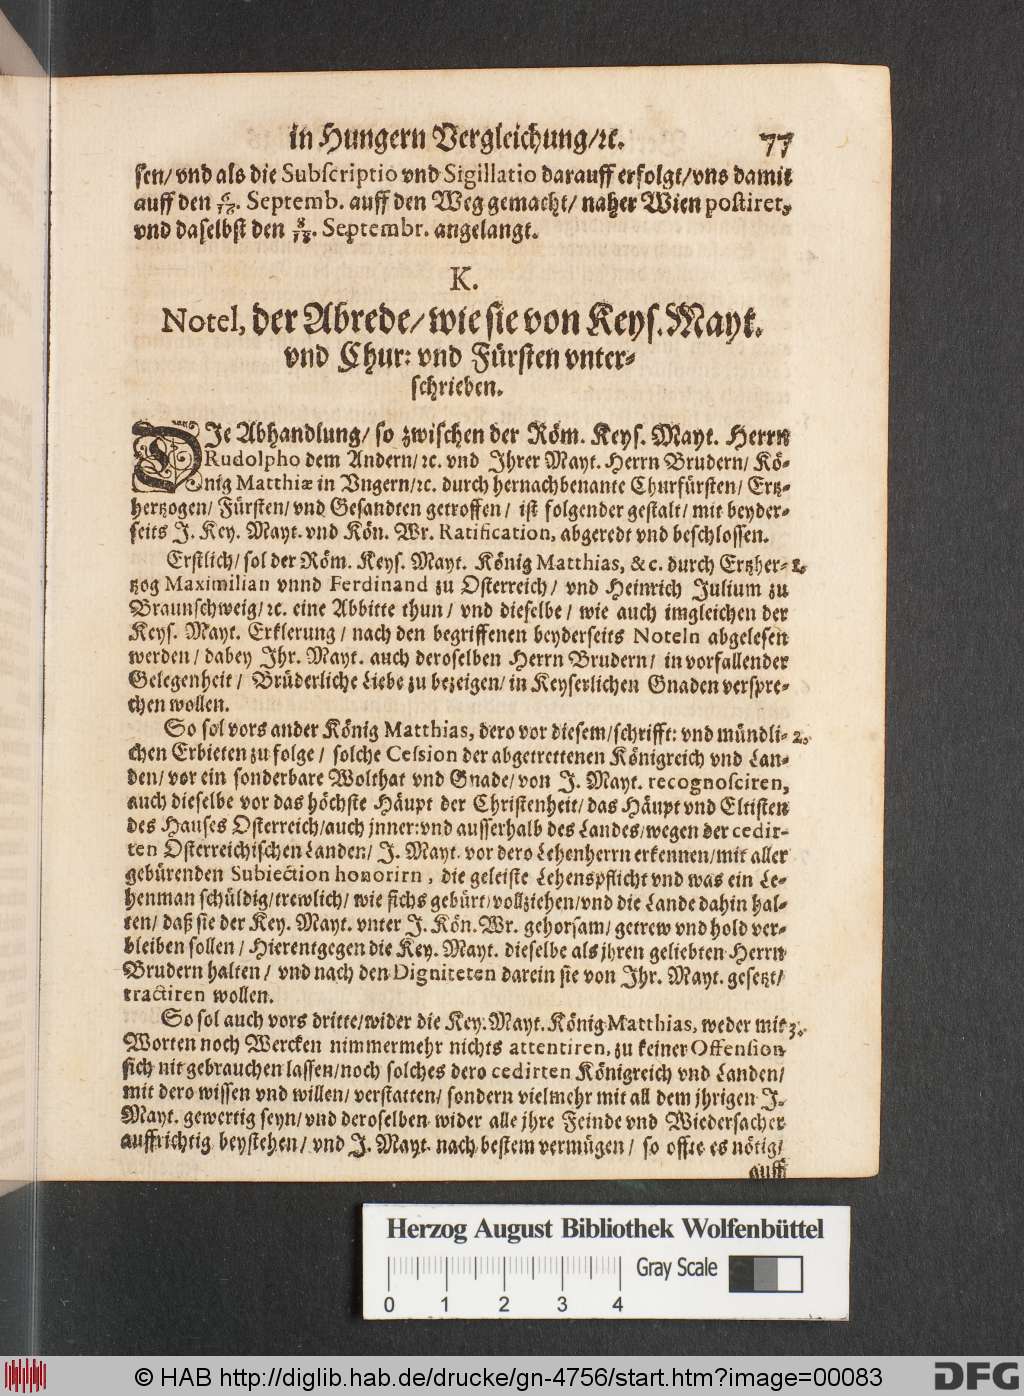 in Hungern Vergleichung/ꝛc. 77
sen/ vnd als die Subscriptio vnd Sigillatio darauff erfolgt/ vns damit
auff den Septemb. auff den Weg gemacht/ naher Wien postiret,
vnd daselbst den 8/18. Septembr. angelangt.
K.
Notel, der Abrede/ wie sie von Keys. Mayt.
vnd Chur: vnd Fürsten vnter-
schrieben.
DIe Abhandlung/ so zwischen der Röm. Keys. Mayt. Herrn
Rudolpho dem Andern/ ꝛc. vnd Ihrer Mayt. Herrn Brudern/ Kö-
nig Matthiæ in Vngern/ꝛc. durch hernachbenante Churfürsten/ Ertz-
hertzogen/ Fürsten/ vnd Gesandten getroffen/ ist folgender gestalt/ mit beyder-
seits J. Key. Mayt. vnd Kön. Wr. Ratification, abgeredt vnd beschlossen.
Erstlich/ sol der Röm. Keys. Mayt. König Matthias, &c. durch Ertzher- 1.
tzog Maximilian vnnd Ferdinand zu Osterreich/ vnd Heinrich Julium zu
Braunschweig/ꝛc. eine Abbitte thun/ vnd dieselbe/ wie auch imgleichen der
Keys. Mayt. Erklerung/ nach den begriffenen beyderseits Noteln abgelesen
werden/ dabey Ihr. Mayt. auch deroselben Herrn Brudern/ in vorfallender
Gelegenheit/ Brüderliche Liebe zu bezeigen/ in Keyserlichen Gnaden verspre-
chen wollen.
So sol vors ander König Matthias, dero vor diesem/ schrifft: vnd mündli- 2.
chen Erbieten zu folge/ solche Cession der abgetrettenen Königreich vnd Lan-
den/ vor ein sonderbare Wolthat vnd Gnade/ von J. Mayt. recognosciren,
auch dieselbe vor das höchste Häupt der Christenheit/ das Häupt vnd Eltisten
des Hauses Osterreich/ auch jnner: vnd ausserhalb des Landes/ wegen der cedir-
ten Osterreichischen Landen/ J. Mayt. vor dero Lehenherrn erkennen/ mit aller
gebürenden Subiection honorirn, die geleiste Lehenspflicht vnd was ein Le-
henman schüldig/ trewlich/ wie sichs gebürt/ vollziehen/ vnd die Lande dahin hal-
ten/ daß sie der Key. Mayt. vnter J. Kön. Wr. gehorsam/ getrew vnd hold ver-
bleiben sollen/ Hierentgegen die Key. Mayt. dieselbe als jhren geliebten Herrn
Brudern halten/ vnd nach den Digniteten darein sie von Ihr. Mayt. gesetzt/
tractiren wollen.
So sol auch vors dritte/ wider die Key. Mayt. König Matthias, weder mit 3.
Worten noch Wercken nimmermehr nichts attentiren, zu keiner Offension
sich nit gebrauchen lassen/ noch solches dero cedirten Königreich vnd Landen/
mit dero wissen vnd willen/ verstatten/ sondern vielmehr mit all dem jhrigen J.
Mayt. gewertig seyn/ vnd deroselben wider alle jhre Feinde vnd Wiedersacher
auffrichtig beystehen/ vnd J. Mayt. nach bestem vermügen/ so offte es nötig/
auff
Herzog August Bibliothek Wolfenbüttel
Gray Scale
0 1 2 3 4
© HAB http://diglib.hab.de/drucke/gn-4756/start.htm?image=00083
DFG